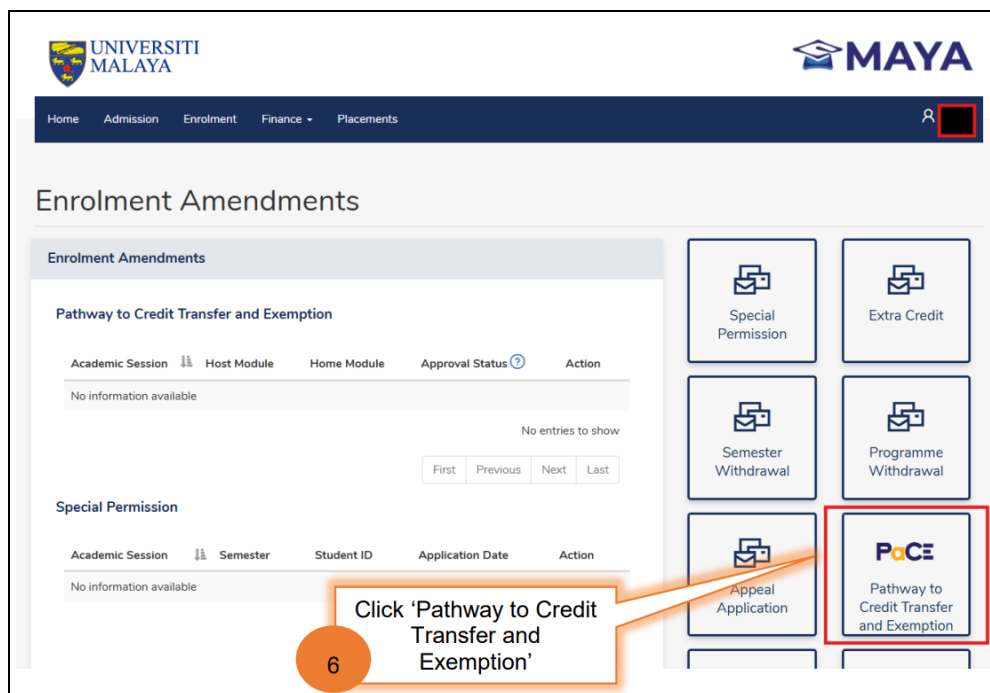 UNIVERSITI
MALAYA
MAYA
Home Admission Enrolment Finance Placements
Enrolment Amendments
Enrolment Amendments
Pathway to Credit Transfer and Exemption
Academic Session Host Module Home Module Approval Status ? Action
No information available
No entries to show
First Previous Next Last
Special Permission
Academic Session Semester Student ID Application Date Action
No information available
Special
Permission
Extra Credit
Semester
Withdrawal
Programme
Withdrawal
Appeal
Application
PaCE
Pathway to
Credit Transfer
and Exemption
Click ‘Pathway to Credit
Transfer and
Exemption’
6